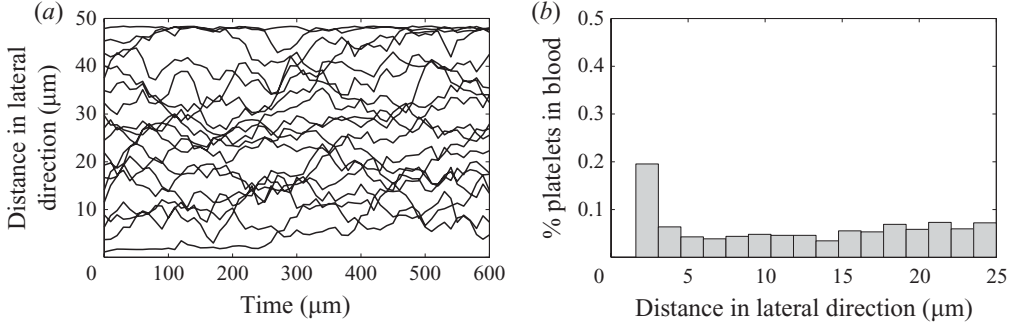 (a)
50
40
30
20
10
0 100 200 300 400 500 600
Distance in lateral
direction (μm)
Time (μm)
(b)
0.5
0.4
0.3
0.2
0.1
0 5 10 15 20 25
% platelets in blood
Distance in lateral direction (μm)